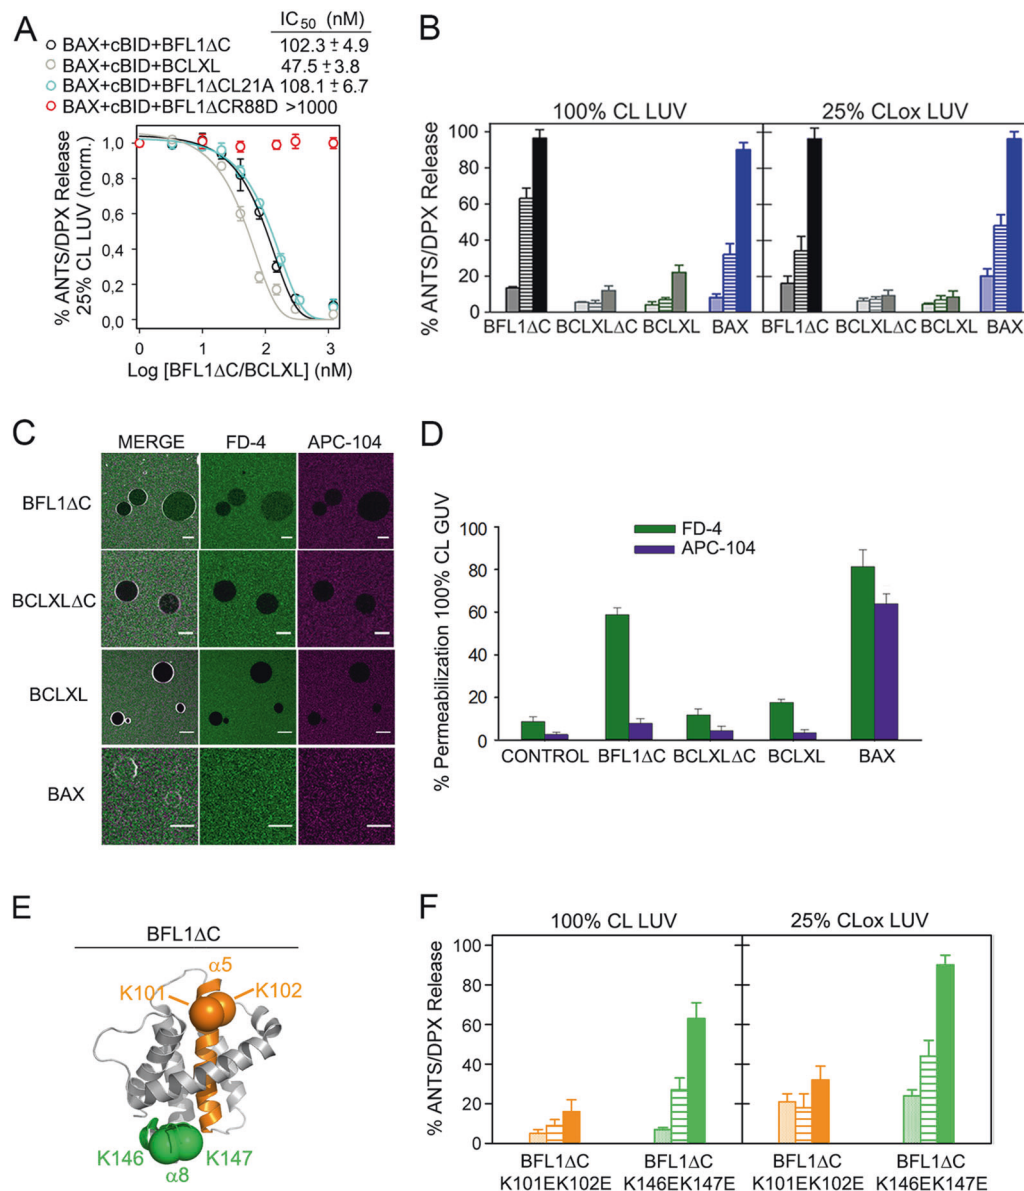 A
IC50 (nM)
BAX+cBID+BFL1ΔC 102.3 ± 4.9
BAX+cBID+BCLXL 47.5 ± 3.8
BAX+cBID+BFL1ΔCL21A 108.1 ± 6.7
BAX+cBID+BFL1ΔCR88D >1000
% ANTS/DPX Release
25% CL LUV (norm.)
1,0
0,8
0,6
0,4
0,2
0,0
0 1 2 3
Log [BFL1ΔC/BCLXL] (nM)
B
100% CL LUV 25% CLox LUV
% ANTS/DPX Release
100
80
60
40
20
0
BFL1ΔC BCLXLΔC BCLXL BAX BFL1ΔC BCLXLΔC BCLXL BAX
C
MERGE FD-4 APC-104
BFL1ΔC
BCLXLΔC
BCLXL
BAX
D
% Permeabilization 100% CL GUV
FD-4
APC-104
100
80
60
40
20
0
CONTROL BFL1ΔC BCLXLΔC BCLXL BAX
E
BFL1ΔC
α5
K101 K102
K146 K147
α8
F
100% CL LUV 25% CLox LUV
% ANTS/DPX Release
100
80
60
40
20
0
BFL1ΔC BFL1ΔC BFL1ΔC BFL1ΔC
K101EK102E K146EK147E K101EK102E K146EK147E